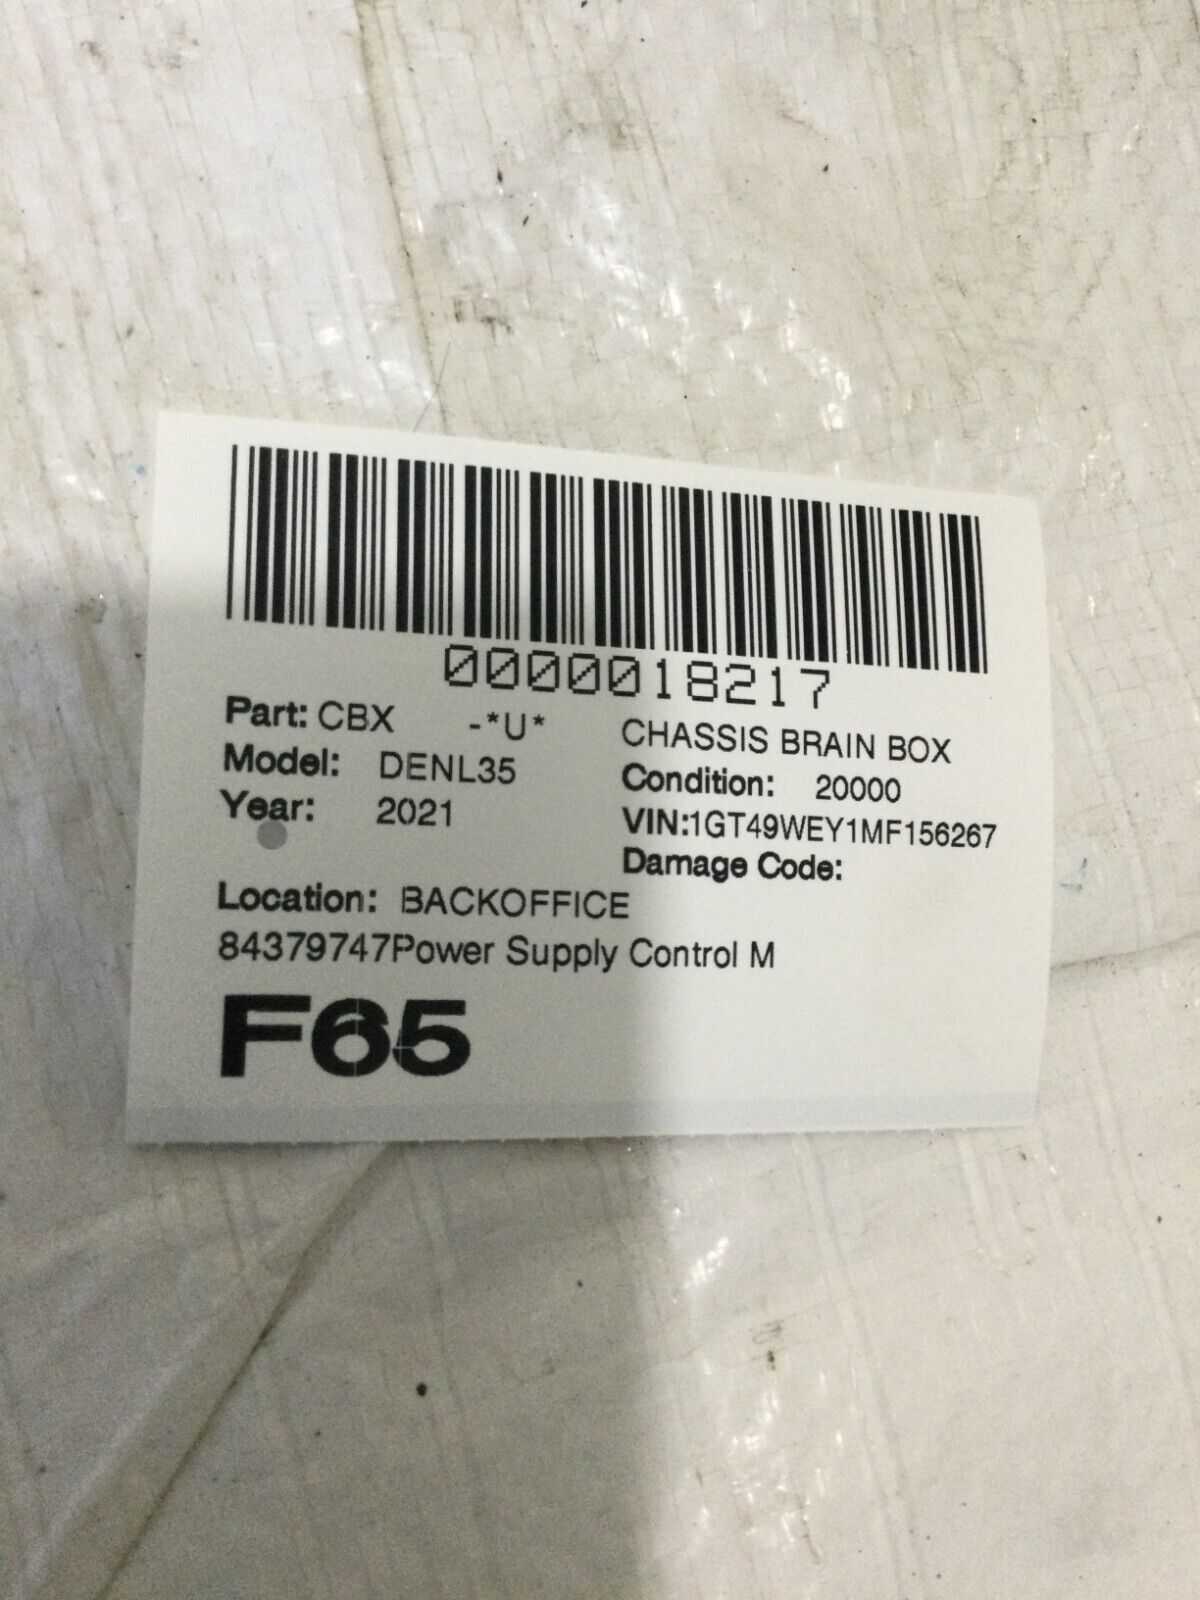 0000018217
Part: CBX -*U* CHASSIS BRAIN BOX
Model: DENL35 Condition: 20000
Year: 2021 VIN:1GT49WEY1MF156267
Damage Code:
Location: BACKOFFICE
84379747Power Supply Control M
F65